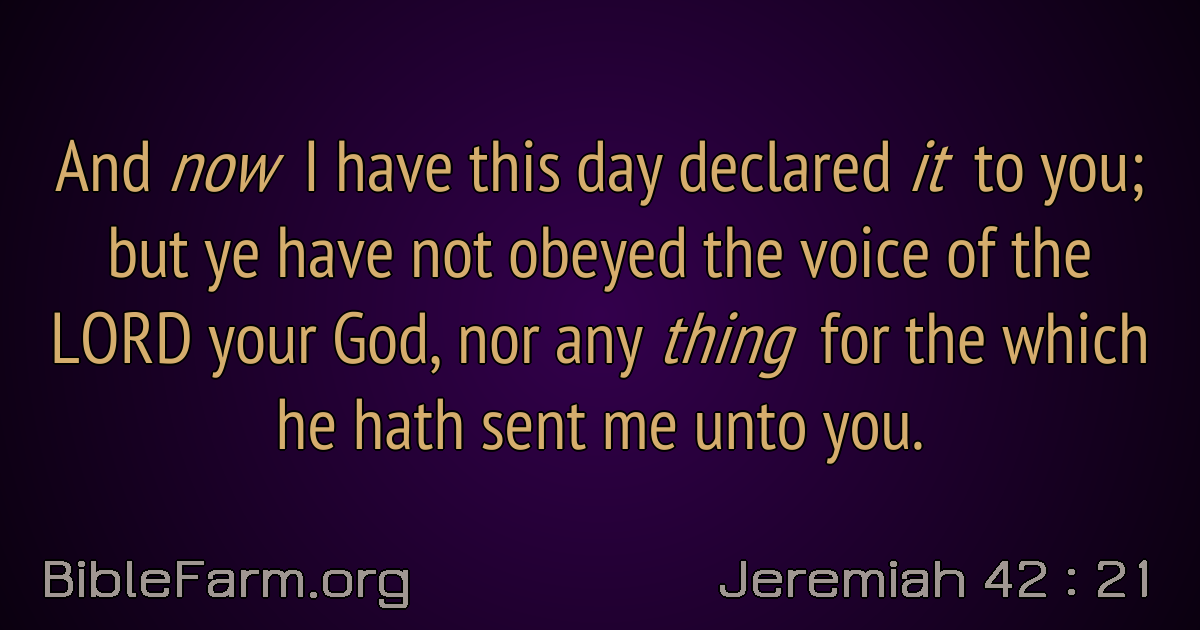 And now I have this day declared it to you;
but ye have not obeyed the voice of the
LORD your God, nor any thing for the which
he hath sent me unto you.
BibleFarm.org
Jeremiah 42 : 21